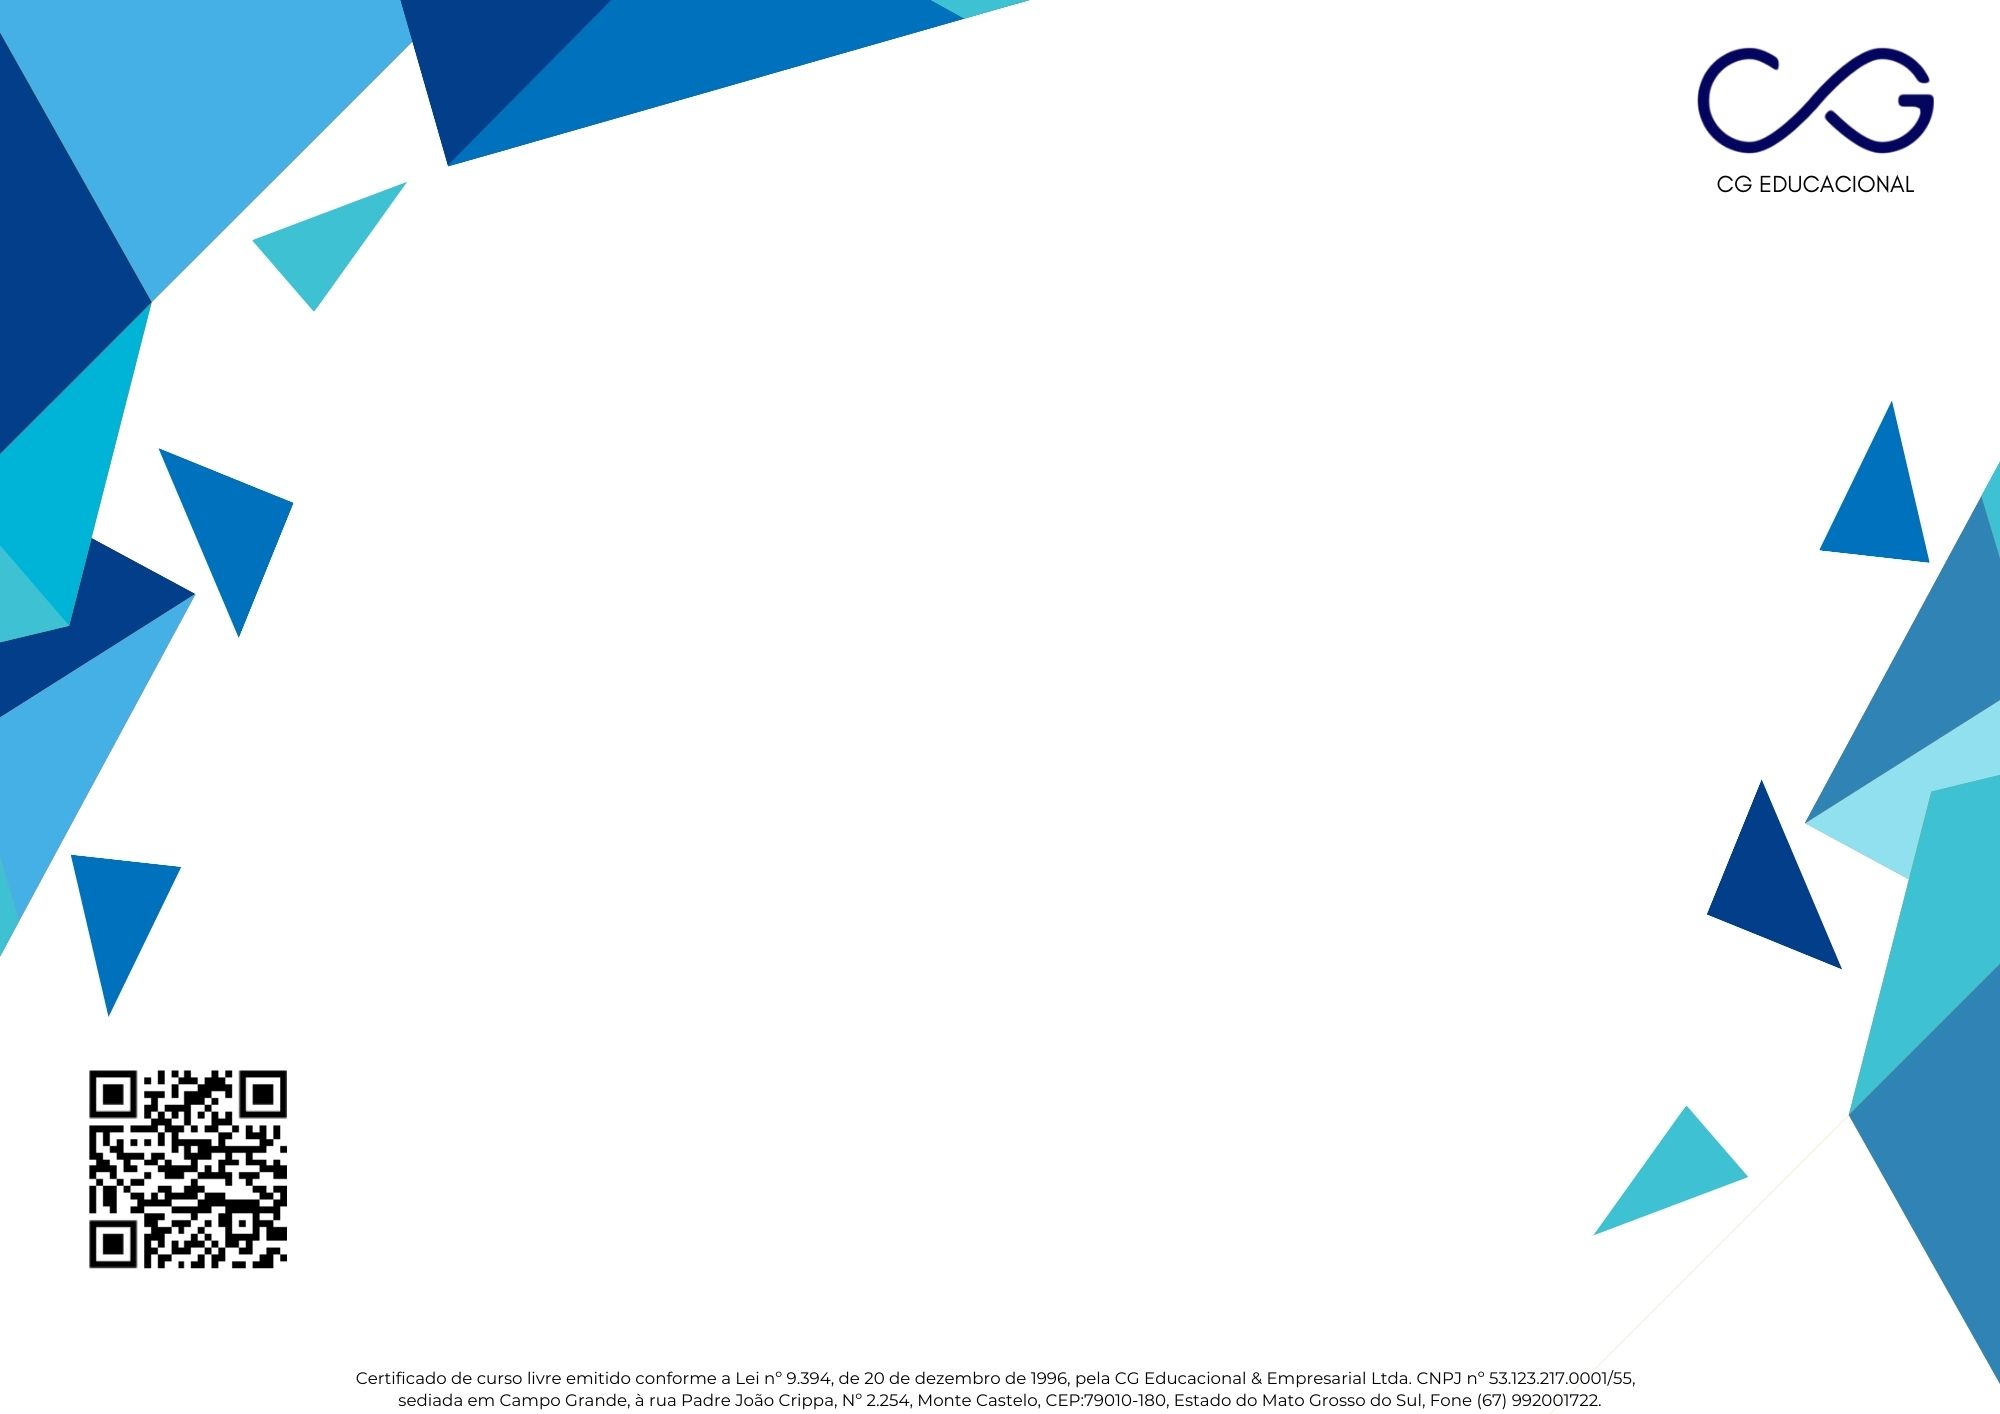 CG
CG EDUCACIONAL
Certificado de curso livre emitido conforme a Lei nº 9.394, de 20 de dezembro de 1996, pela CG Educacional & Empresarial Ltda. CNPJ nº 53.123.217.0001/55,
sediada em Campo Grande, à rua Padre João Crippa, Nº 2.254, Monte Castelo, CEP:79010-180, Estado do Mato Grosso do Sul, Fone (67) 992001722.